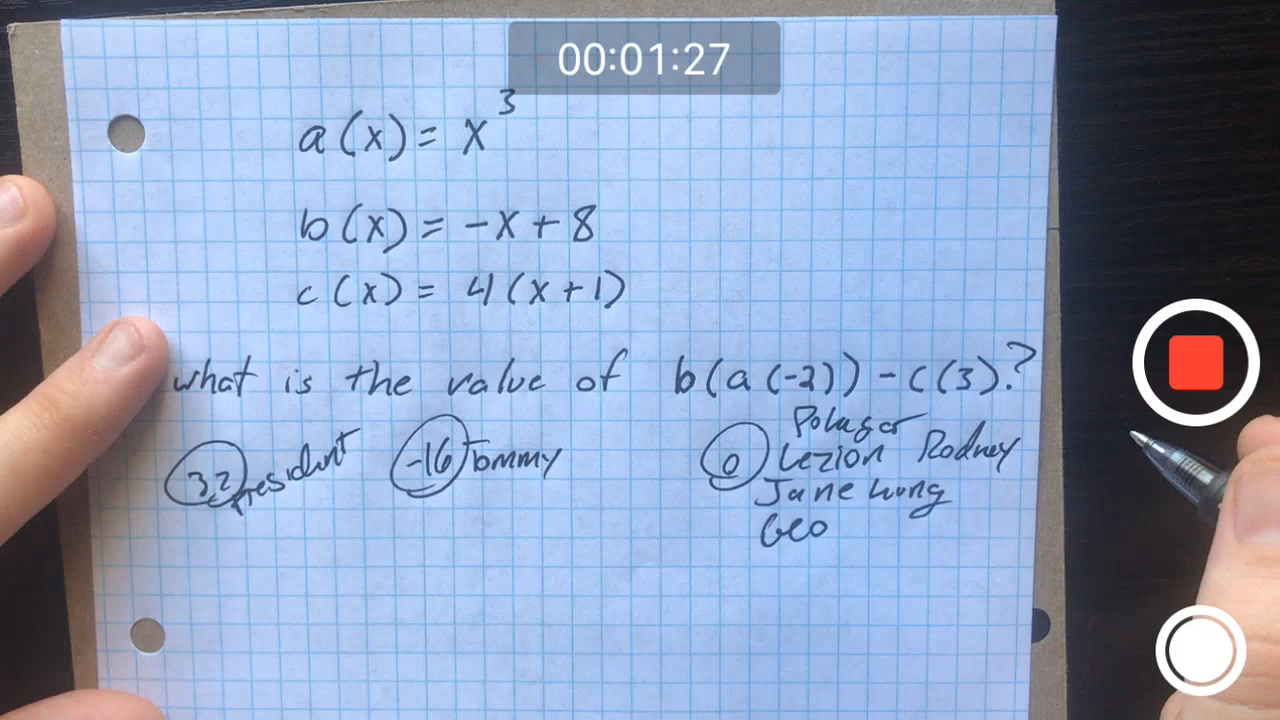 00:01:27
a(x) = x³
b(x) = -x + 8
c(x) = 4(x+1)
what is the value of b(a(-2)) - c(3).?
32 president -16 Tommy 0
Lezion Rodney
Jane Wong
Geo